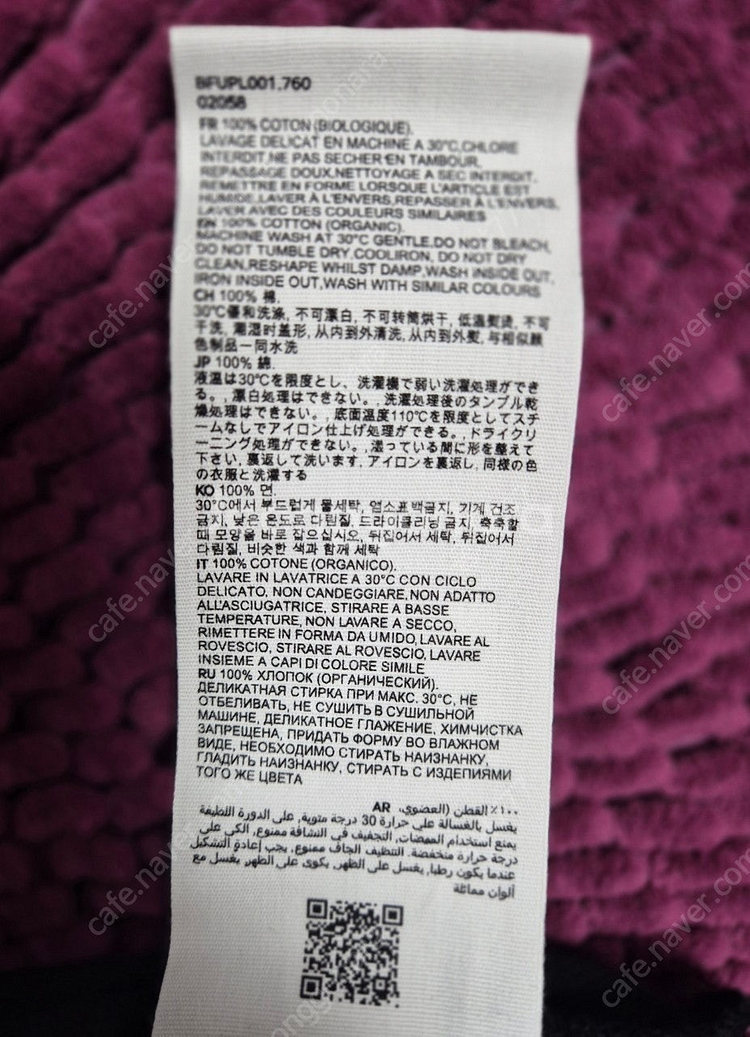 BFUPL001.760
02058
FR 100% COTON (BIOLOGIQUE).
LAVAGE DELICAT EN MACHINE A 30°C,CHLORE
INTERDIT,NE PAS SECHER EN TAMBOUR,
REPASSAGE DOUX,NETTOYAGE A SEC INTERDIT,
REMETTRE EN FORME LORSQUE L'ARTICLE EST
HUMIDE,LAVER À L'ENVERS,REPASSER À L'ENVERS,
LAVER AVEC DES COULEURS SIMILAIRES
EN 100% COTTON (ORGANIC).
MACHINE WASH AT 30°C GENTLE,DO NOT BLEACH,
DO NOT TUMBLE DRY,COOLIRON, DO NOT DRY
CLEAN,RESHAPE WHILST DAMP,WASH INSIDE OUT,
IRON INSIDE OUT,WASH WITH SIMILAR COLOURS
CH 100% 棉.
30°C優和洗涤, 不可漂白, 不可转筒烘干, 低温熨烫, 不可
干洗, 潮湿时盖形, 从内到外清洗, 从内到外熨, 与相似颜
色制品一同水洗
JP 100% 綿.
液温は30℃を限度とし、洗濯機で弱い洗濯処理ができ
る。, 漂白処理はできない。, 洗濯処理後のタンブル乾
燥処理はできない。, 底面温度110℃を限度としてスチ
ームなしでアイロン仕上げ処理ができる。, ドライクリ
ーニング処理ができない。, 湿っている間に形を整えて
下さい, 裏返して洗います, アイロンを裏返し, 同様の色
の衣服と洗濯する
KO 100% 면.
30°C에서 부드럽게 물세탁, 염소표백금지, 기계 건조
금지, 낮은 온도로 다림질, 드라이클리닝 금지, 축축할
때 모양을 바로 잡으십시오, 뒤집어서 세탁, 뒤집어서
다림질, 비슷한 색과 함께 세탁
IT 100% COTONE (ORGANICO).
LAVARE IN LAVATRICE A 30°C CON CICLO
DELICATO, NON CANDEGGIARE,NON ADATTO
ALL'ASCIUGATRICE, STIRARE A BASSE
TEMPERATURE, NON LAVARE A SECCO,
RIMETTERE IN FORMA DA UMIDO,LAVARE AL
ROVESCIO, STIRARE AL ROVESCIO, LAVARE
INSIEME A CAPI DI COLORE SIMILE
RU 100% ХЛОПОК (ОРГАНИЧЕСКИЙ).
ДЕЛИКАТНАЯ СТИРКА ПРИ МАКС. 30°C, НЕ
ОТБЕЛИВАТЬ, НЕ СУШИТЬ В СУШИЛЬНОЙ
МАШИНЕ, ДЕЛИКАТНОЕ ГЛАЖЕНИЕ, ХИМЧИСТКА
ЗАПРЕЩЕНА, ПРИДАТЬ ФОРМУ ВО ВЛАЖНОМ
ВИДЕ, НЕОБХОДИМО СТИРАТЬ НАИЗНАНКУ,
ГЛАДИТЬ НАИЗНАНКУ, СТИРАТЬ С ИЗДЕЛИЯМИ
ТОГО ЖЕ ЦВЕТА
AR ١٠٠٪ القطن (العضوي,
يغسل بالغسالة علي حرارة 30 درجة مئوية, على الدورة اللطيفة
يمنع استخدام المبيضات, التجفيف في النشافة ممنوع, الكي على
درجة حرارة منخفضة, التنظيف الجاف ممنوع, يجب إعادة التشكيل
عندما يكون رطبا, يغسل على الظهر, يكوى على الظهر, يغسل مع
ألوان مماثلة
cafe.naver.com